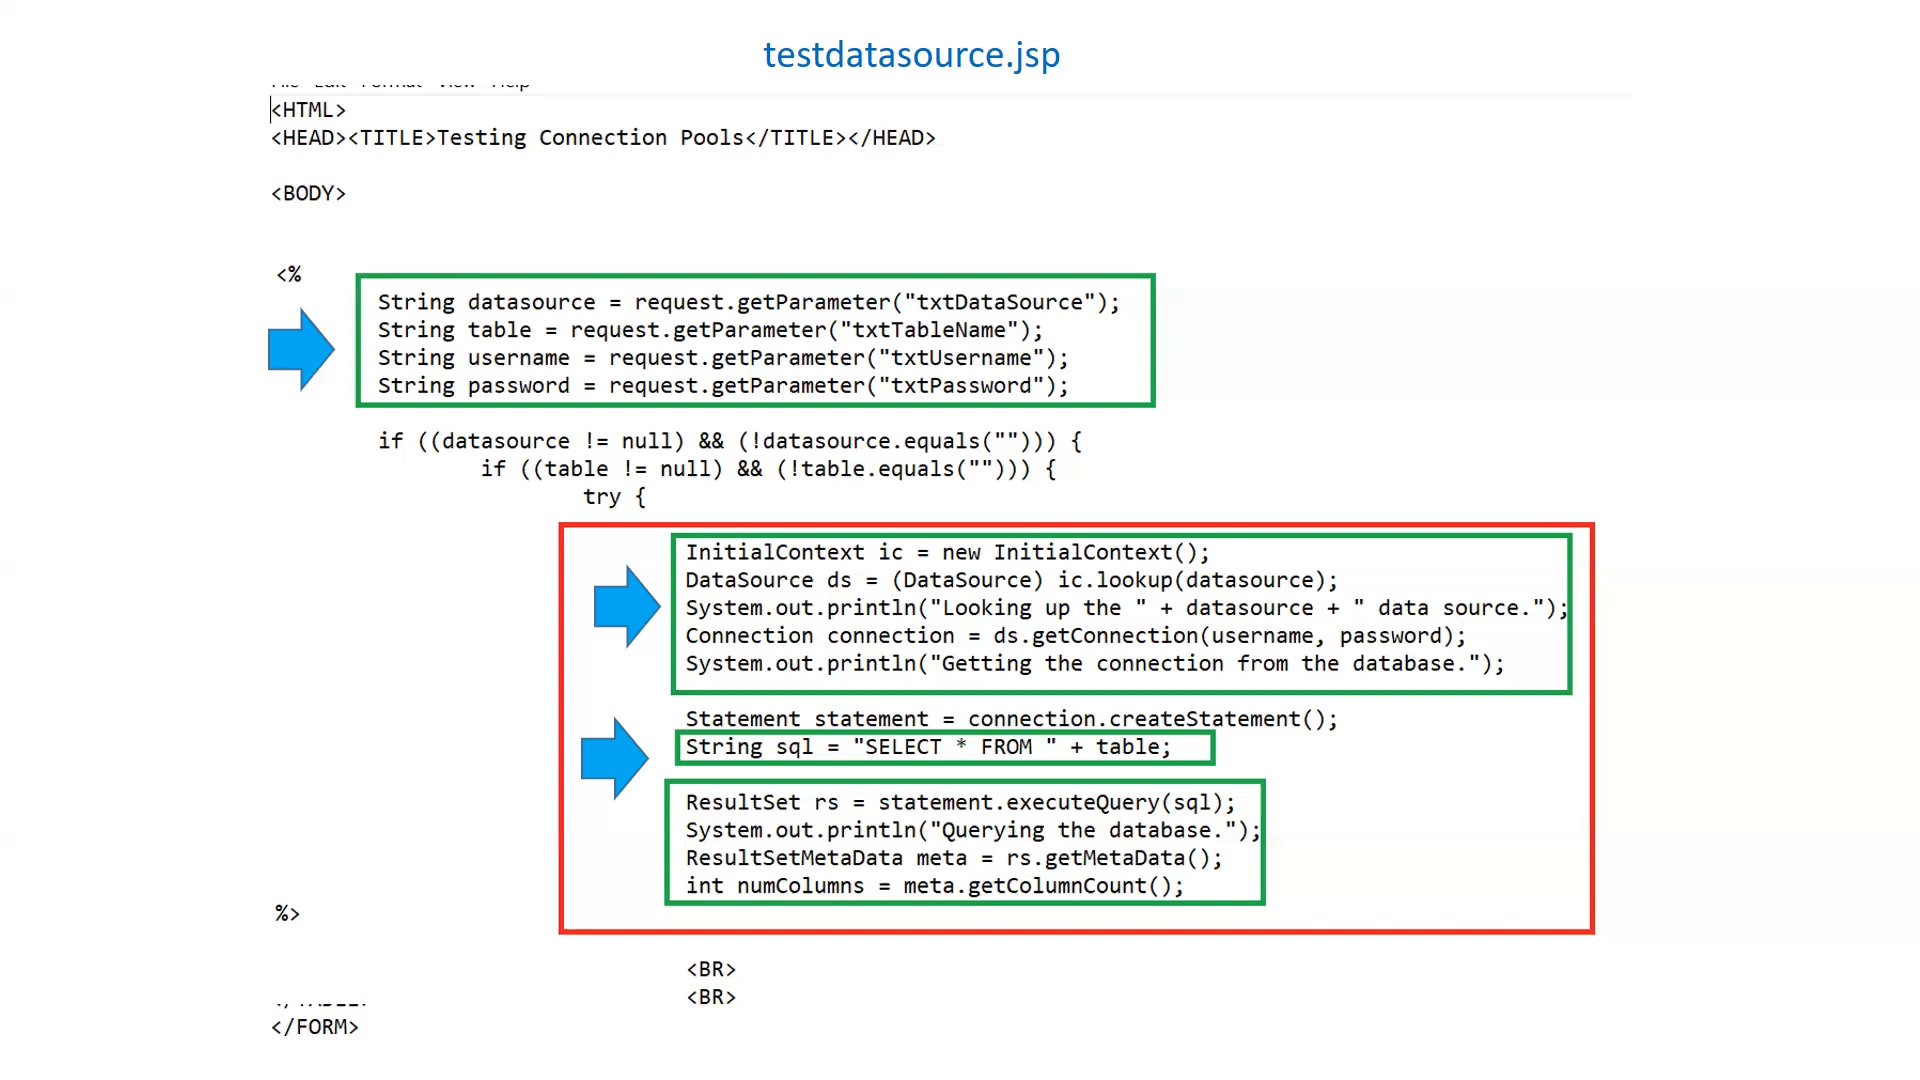 testdatasource.jsp
<HTML>
<HEAD><TITLE>Testing Connection Pools</TITLE></HEAD>
<BODY>
<%
String datasource = request.getParameter("txtDataSource");
String table = request.getParameter("txtTableName");
String username = request.getParameter("txtUsername");
String password = request.getParameter("txtPassword");
if ((datasource != null) && (!datasource.equals(""))) {
if ((table != null) && (!table.equals(""))) {
try {
InitialContext ic = new InitialContext();
DataSource ds = (DataSource) ic.lookup(datasource);
System.out.println("Looking up the " + datasource + " data source.");
Connection connection = ds.getConnection(username, password);
System.out.println("Getting the connection from the database.");
Statement statement = connection.createStatement();
String sql = "SELECT * FROM " + table;
ResultSet rs = statement.executeQuery(sql);
System.out.println("Querying the database.");
ResultSetMetaData meta = rs.getMetaData();
int numColumns = meta.getColumnCount();
%>
<BR>
<BR>
</FORM>